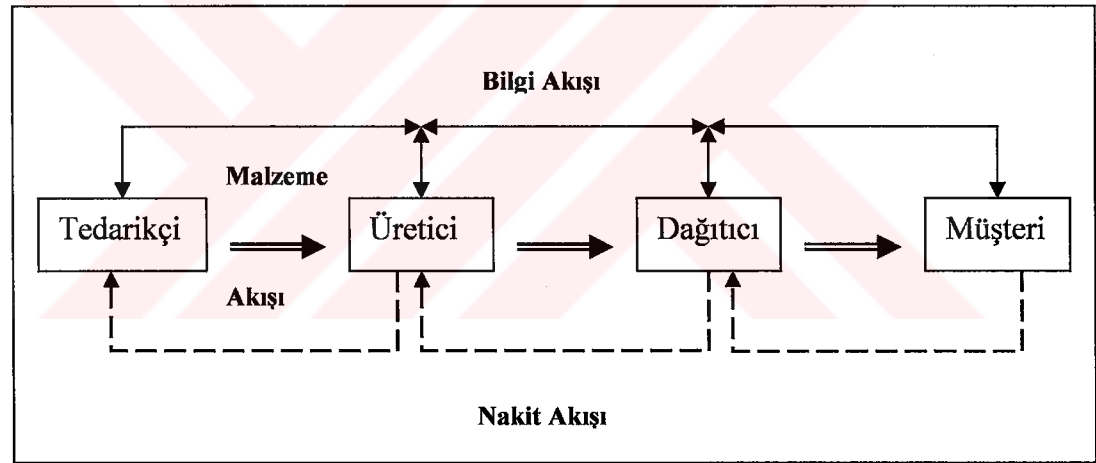 Bilgi Akışı
Malzeme
Tedarikçi
Üretici
Dağıtıcı
Müşteri
Akışı
Nakit Akışı